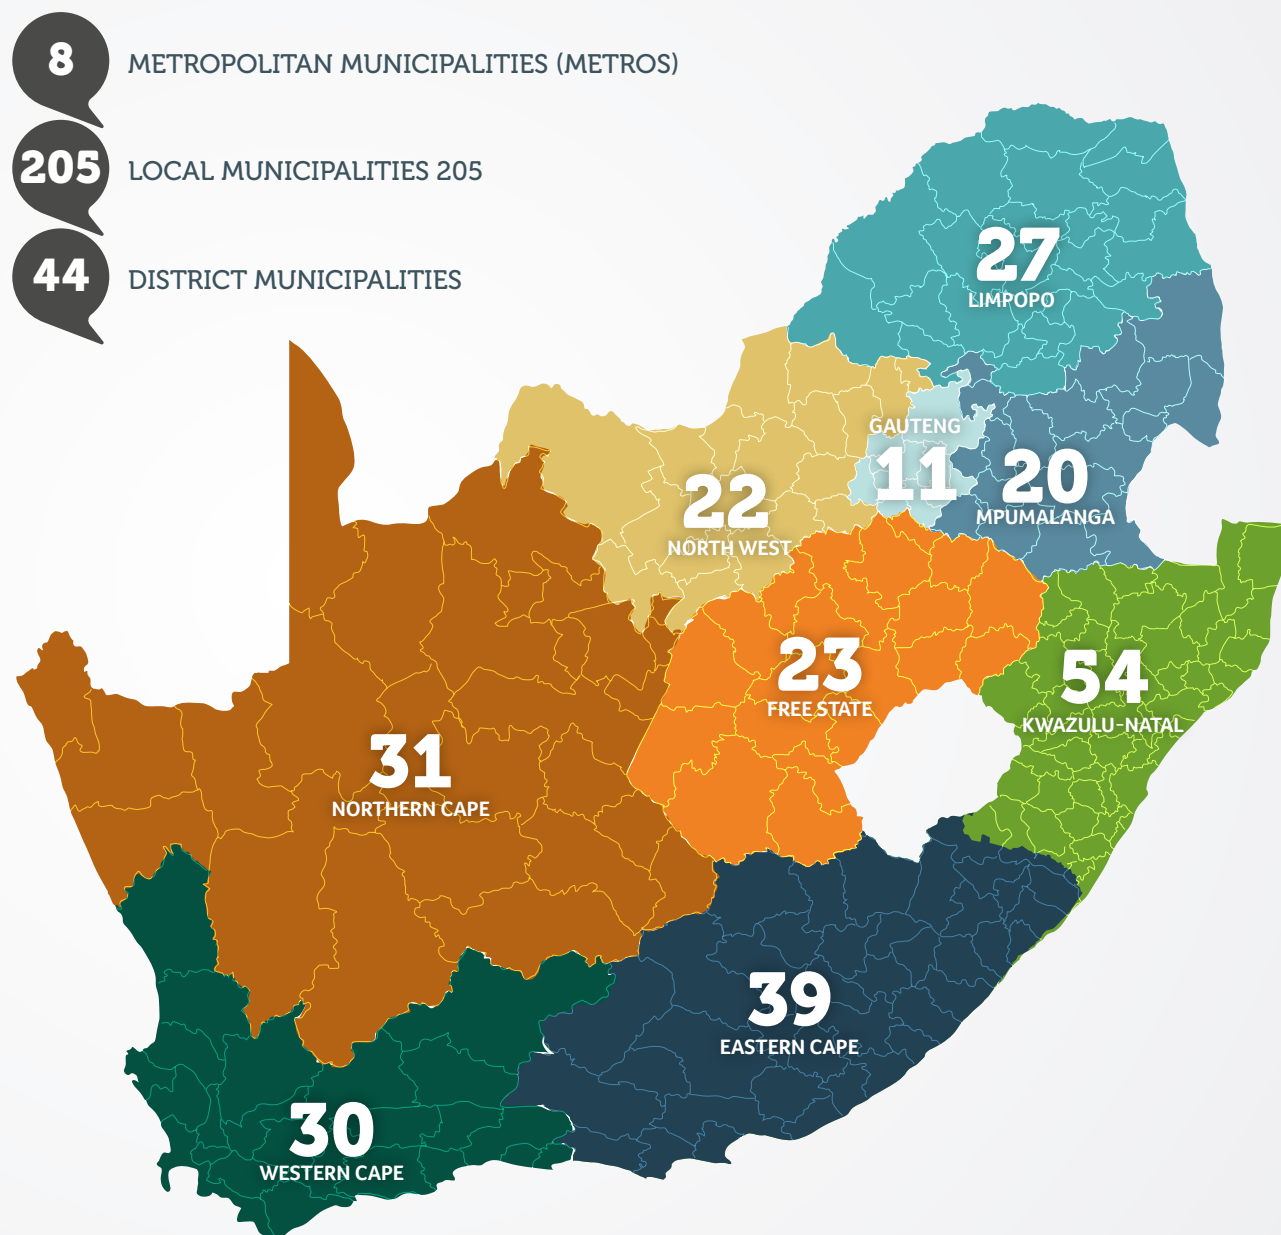 8
METROPOLITAN MUNICIPALITIES (METROS)
205
LOCAL MUNICIPALITIES 205
44
DISTRICT MUNICIPALITIES
27
LIMPOPO
GAUTENG
11
20
MPUMALANGA
22
NORTH WEST
23
FREE STATE
54
KWAZULU-NATAL
31
NORTHERN CAPE
39
EASTERN CAPE
30
WESTERN CAPE